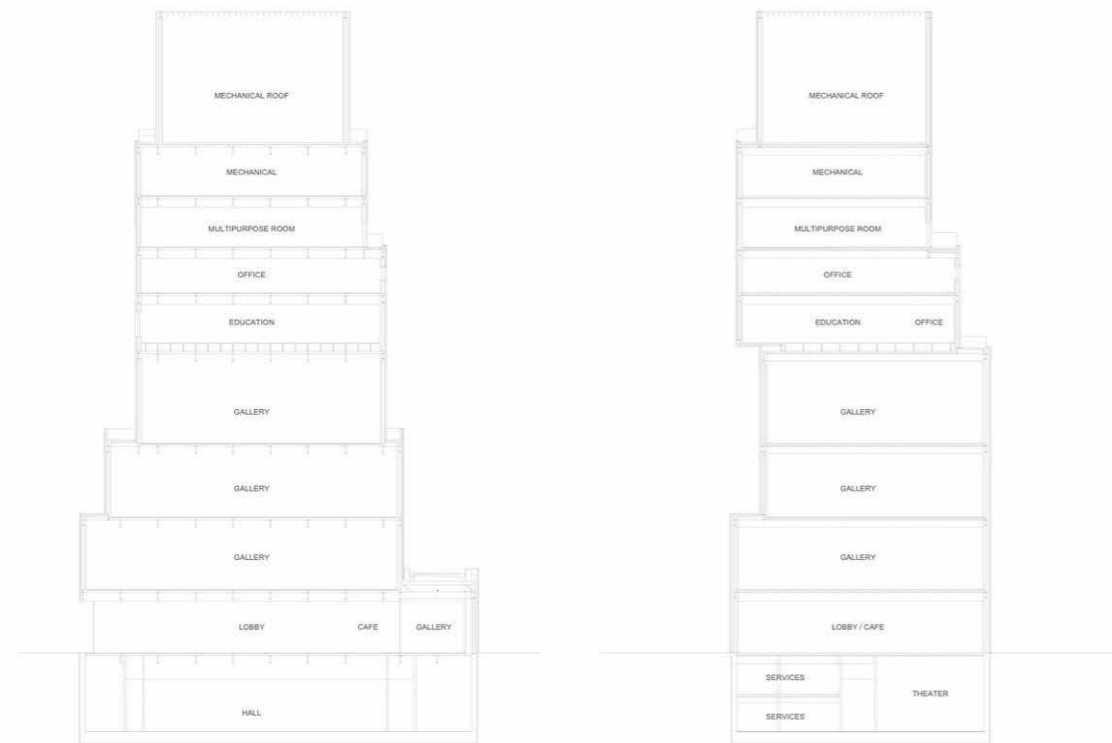 MECHANICAL ROOF
MECHANICAL
MULTIPURPOSE ROOM
OFFICE
EDUCATION
GALLERY
GALLERY
GALLERY
LOBBY CAFE GALLERY
HALL
MECHANICAL ROOF
MECHANICAL
MULTIPURPOSE ROOM
OFFICE
EDUCATION OFFICE
GALLERY
GALLERY
GALLERY
LOBBY / CAFE
SERVICES
THEATER
SERVICES